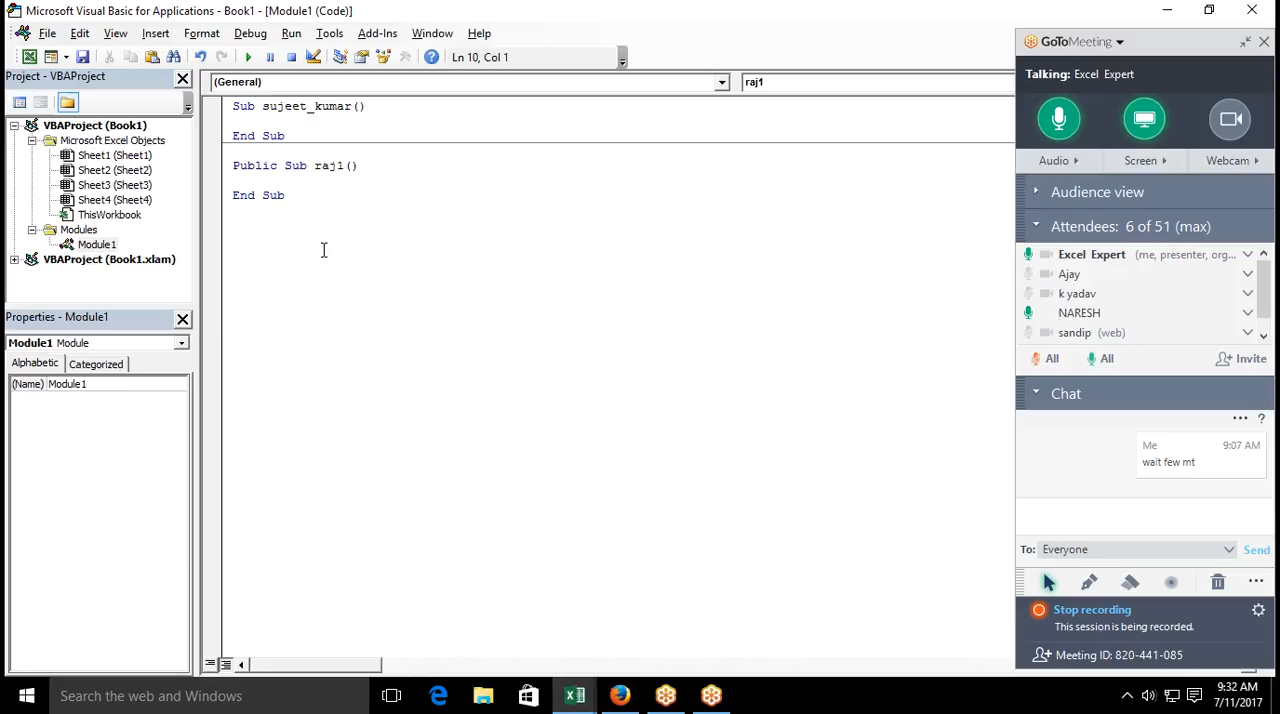 Microsoft Visual Basic for Applications - Book1 - [Module1 (Code)]
File Edit View Insert Format Debug Run Tools Add-Ins Window Help
Ln 10, Col 1
Project - VBAProject
VBAProject (Book1)
Microsoft Excel Objects
Sheet1 (Sheet1)
Sheet2 (Sheet2)
Sheet3 (Sheet3)
Sheet4 (Sheet4)
ThisWorkbook
Modules
Module1
VBAProject (Book1.xlam)
Properties - Module1
Module1 Module
Alphabetic Categorized
(Name) Module1
(General) raj1
Sub sujeet_kumar()
End Sub
Public Sub raj1()
End Sub
GoToMeeting
Talking: Excel Expert
Audio Screen Webcam
Audience view
Attendees: 6 of 51 (max)
Excel Expert (me, presenter, org...
Ajay
k yadav
NARESH
sandip (web)
All All Invite
Chat
Me 9:07 AM
wait few mt
To: Everyone Send
Stop recording
This session is being recorded.
Meeting ID: 820-441-085
Search the web and Windows
9:32 AM
7/11/2017